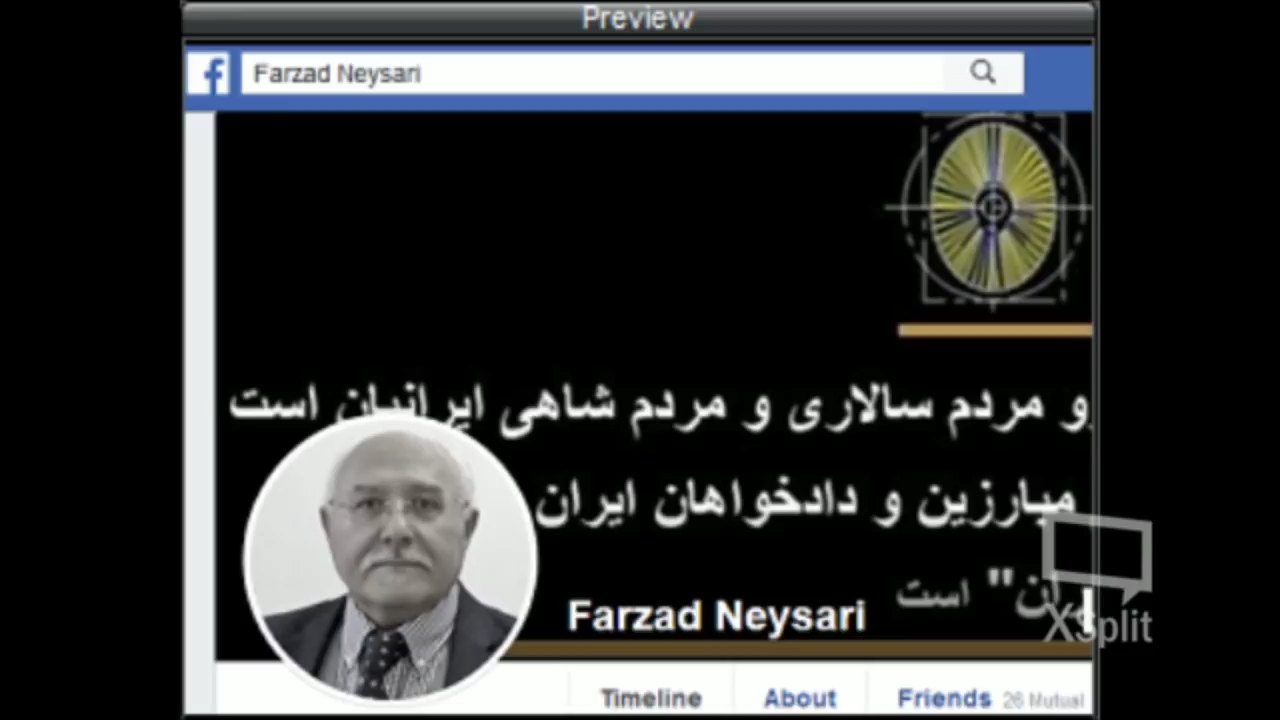 Preview
Farzad Neysari
و مردم سالاری و مردم شاهی ایرانیان است
مبارزین و دادخواهان ایران
ان" است
Farzad Neysari
XSplit
Timeline
About
Friends 26 Mutual